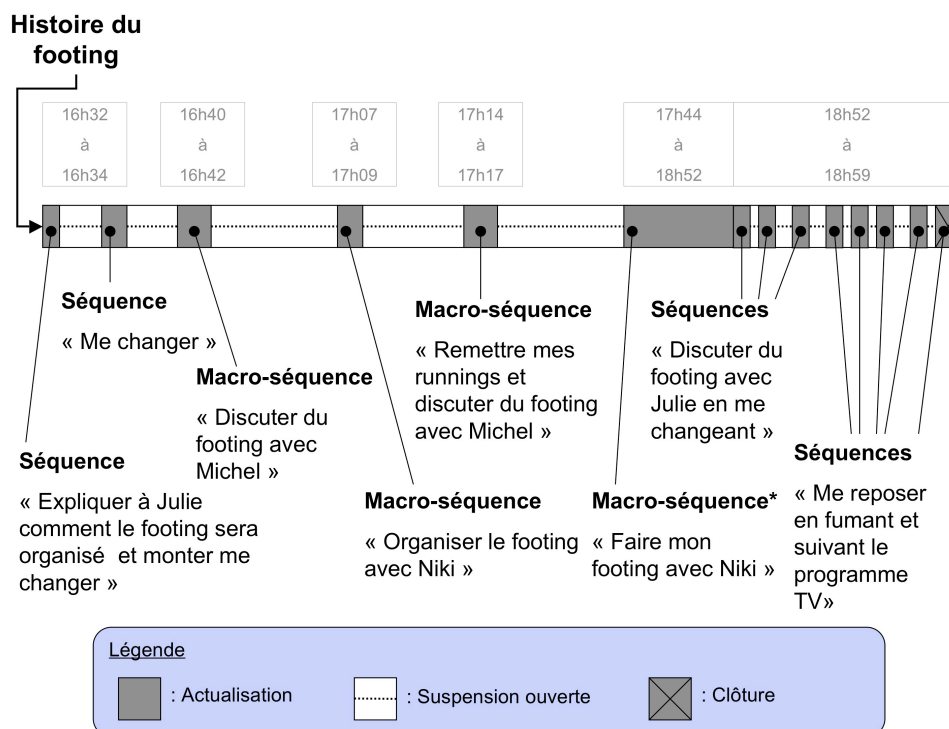 Histoire du
footing
16h32
à
16h34
16h40
à
16h42
17h07
à
17h09
17h14
à
17h17
17h44
à
18h52
18h52
à
18h59
Séquence
« Me changer »
Macro-séquence
« Discuter du
footing avec
Michel »
Séquence
« Expliquer à Julie
comment le footing sera
organisé et monter me
changer »
Macro-séquence
« Remettre mes
runnings et
discuter du footing
avec Michel »
Macro-séquence
« Organiser le footing
avec Niki »
Séquences
« Discuter du
footing avec
Julie en me
changeant »
Macro-séquence*
« Faire mon
footing avec Niki »
Séquences
« Me reposer
en fumant et
suivant le
programme
TV»
Légende
: Actualisation
: Suspension ouverte
: Clôture